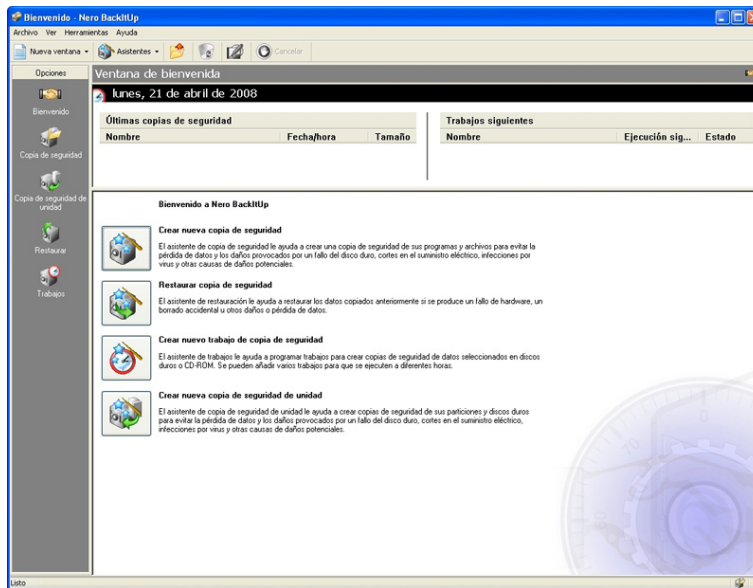 Bienvenido - Nero BackItUp
Archivo Ver Herramientas Ayuda
Nueva ventana Asistentes Cancelar
Opciones
Bienvenido
Copia de seguridad
Copia de seguridad de
unidad
Restaurar
Trabajos
Ventana de bienvenida
lunes, 21 de abril de 2008
Últimas copias de seguridad
Nombre Fecha/hora Tamaño
Trabajos siguientes
Nombre Ejecución sig... Estado
Bienvenido a Nero BackItUp
Crear nueva copia de seguridad
El asistente de copia de seguridad le ayuda a crear una copia de seguridad de sus programas y archivos para evitar la
pérdida de datos y los daños provocados por un fallo del disco duro, cortes en el suministro eléctrico, infecciones por
virus y otras causas de daños potenciales.
Restaurar copia de seguridad
El asistente de restauración le ayuda a restaurar los datos copiados anteriormente si se produce un fallo de hardware, un
borrado accidental u otros daños o pérdida de datos.
Crear nuevo trabajo de copia de seguridad
El asistente de trabajos le ayuda a programar trabajos para crear copias de seguridad de datos seleccionados en discos
duros o CD-ROM. Se pueden añadir varios trabajos para que se ejecuten a diferentes horas.
Crear nueva copia de seguridad de unidad
El asistente de copia de seguridad de unidad le ayuda a crear copias de seguridad de sus particiones y discos duros
para evitar la pérdida de datos y los daños provocados por un fallo del disco duro, cortes en el suministro eléctrico,
infecciones por virus y otras causas de daños potenciales.
Listo